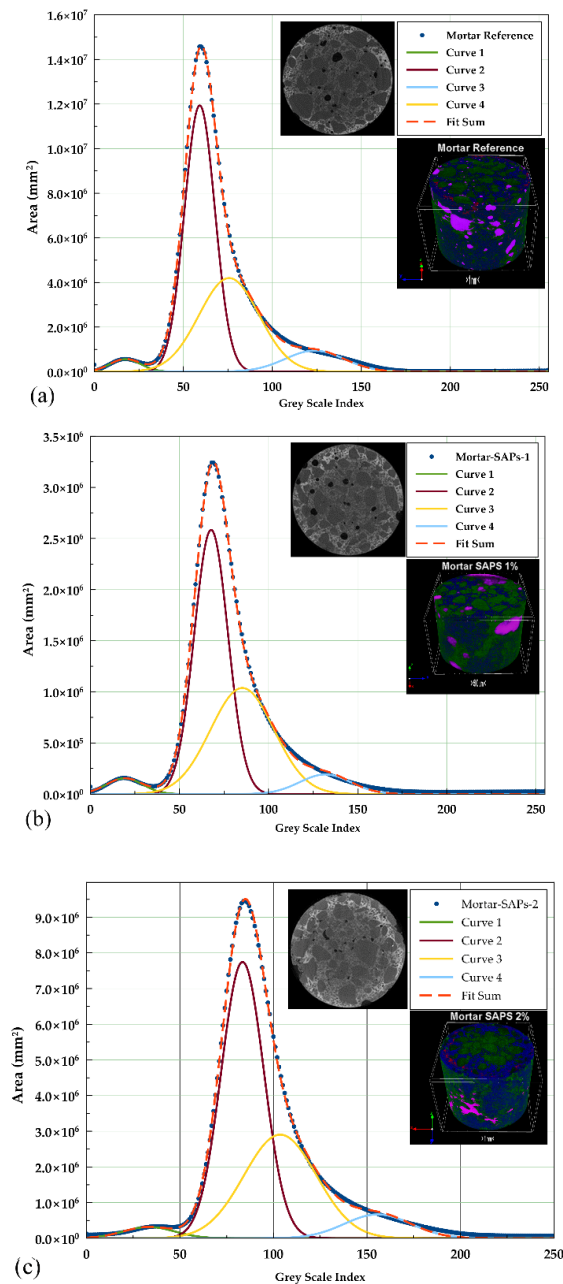 1.6×10⁷
1.4×10⁷
1.2×10⁷
1.0×10⁷
8.0×10⁶
6.0×10⁶
4.0×10⁶
2.0×10⁶
0.0×10⁰
Area (mm²)
0 50 100 150 200 250
Grey Scale Index
Mortar Reference
Curve 1
Curve 2
Curve 3
Curve 4
Fit Sum
Mortar Reference
(a)
3.5×10⁶
3.0×10⁶
2.5×10⁶
2.0×10⁶
1.5×10⁶
1.0×10⁶
5.0×10⁵
0.0×10⁰
Area (mm²)
0 50 100 150 200 250
Grey Scale Index
Mortar-SAPs-1
Curve 1
Curve 2
Curve 3
Curve 4
Fit Sum
Mortar SAPS 1%
(b)
9.0×10⁶
8.0×10⁶
7.0×10⁶
6.0×10⁶
5.0×10⁶
4.0×10⁶
3.0×10⁶
2.0×10⁶
1.0×10⁶
0.0×10⁰
Area (mm²)
0 50 100 150 200 250
Grey Scale Index
Mortar-SAPs-2
Curve 1
Curve 2
Curve 3
Curve 4
Fit Sum
Mortar SAPS 2%
(c)